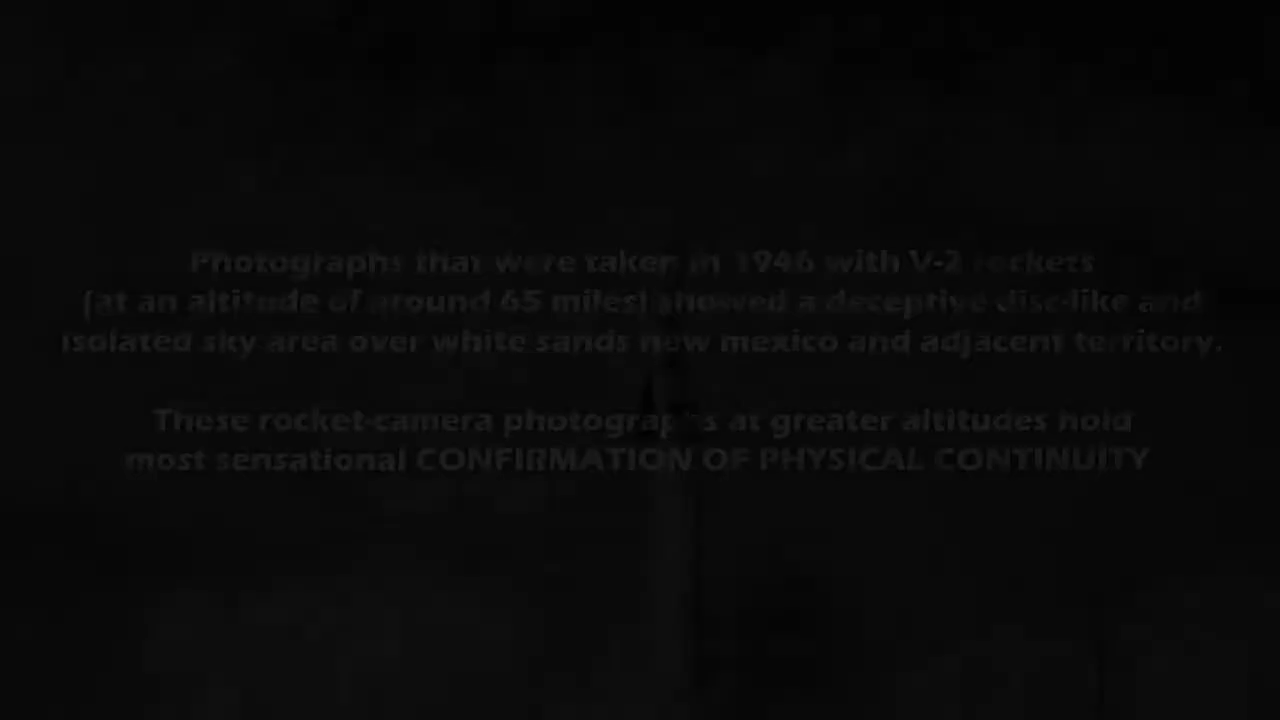 Photographs that were taken in 1946 with V-2 rockets
(at an altitude of around 65 miles) showed a deceptive disc-like and
isolated sky area over white sands new mexico and adjacent territory.
These rocket-camera photographs at greater altitudes hold
most sensational CONFIRMATION OF PHYSICAL CONTINUITY